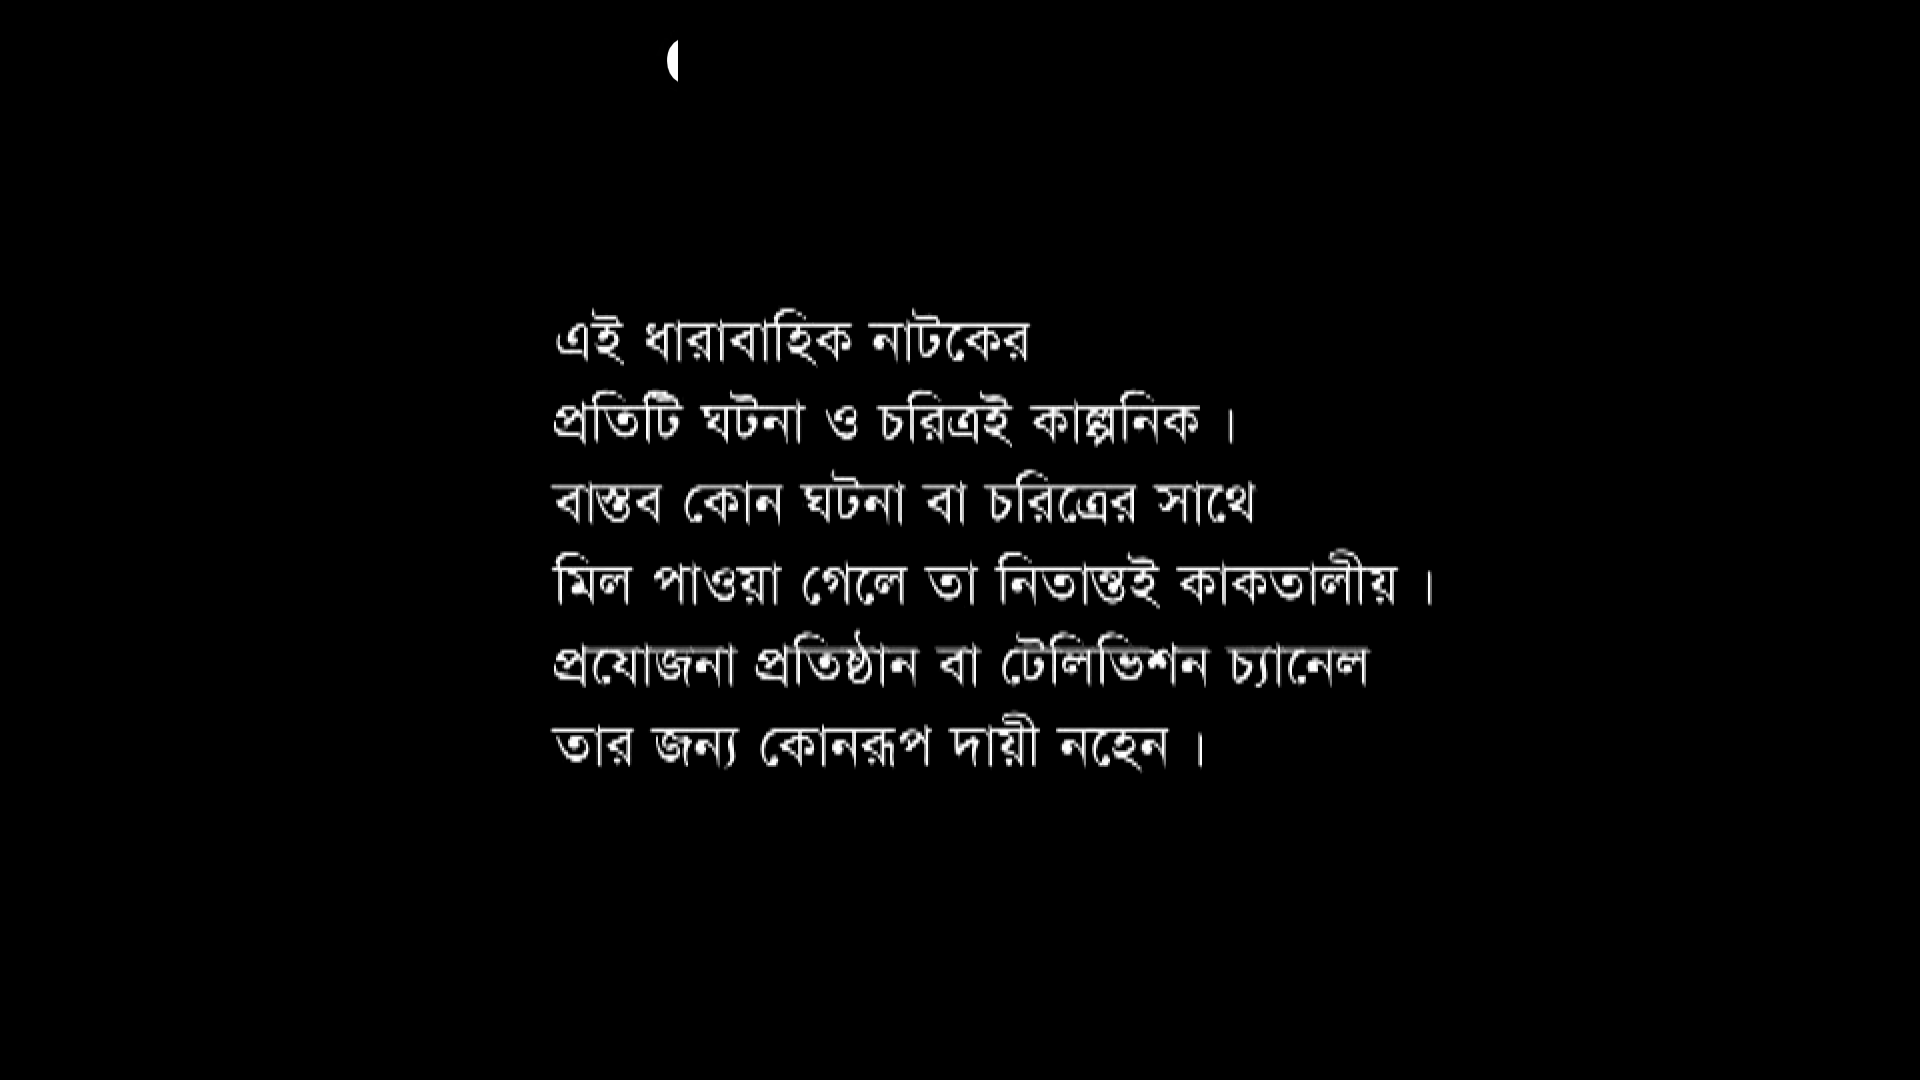 এই ধারাবাহিক নাটকের
প্রতিটি ঘটনা ও চরিত্রই কাল্পনিক ।
বাস্তব কোন ঘটনা বা চরিত্রের সাথে
মিল পাওয়া গেলে তা নিতান্তই কাকতালীয় ।
প্রযোজনা প্রতিষ্ঠান বা টেলিভিশন চ্যানেল
তার জন্য কোনরূপ দায়ী নহেন ।